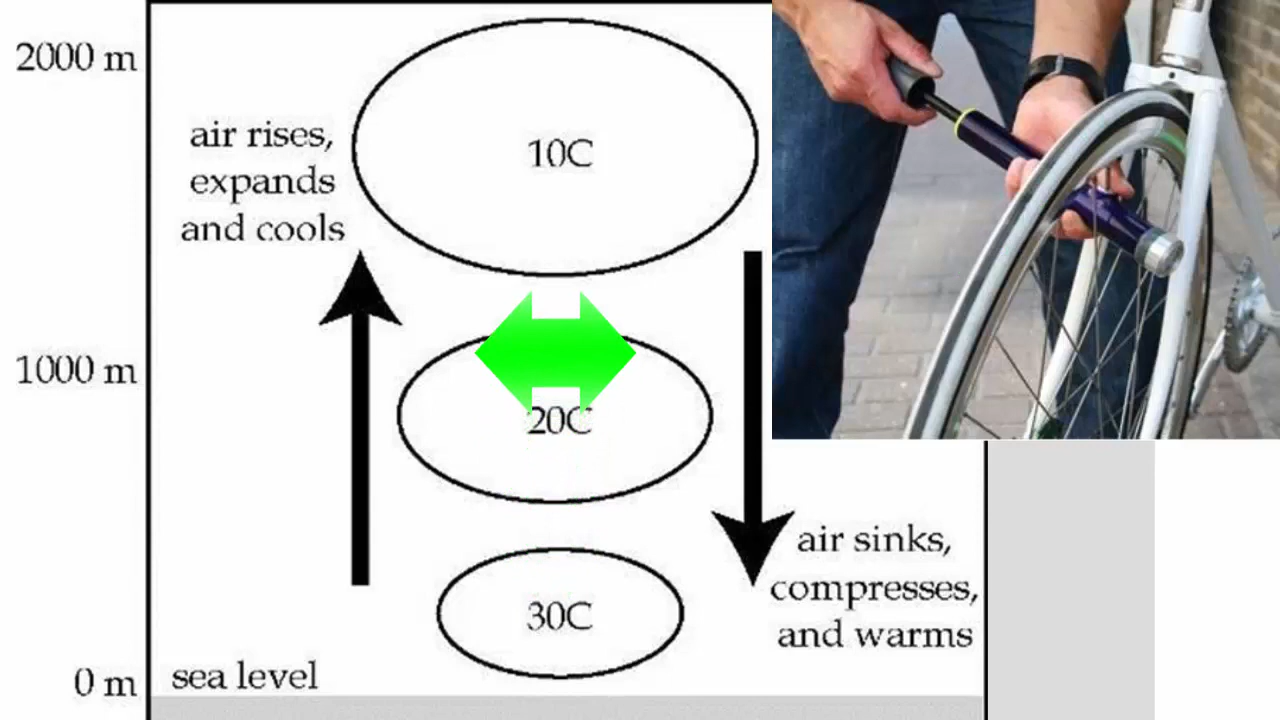 2000 m
air rises,
expands
and cools
10C
1000 m
20C
air sinks,
compresses,
and warms
30C
0 m
sea level